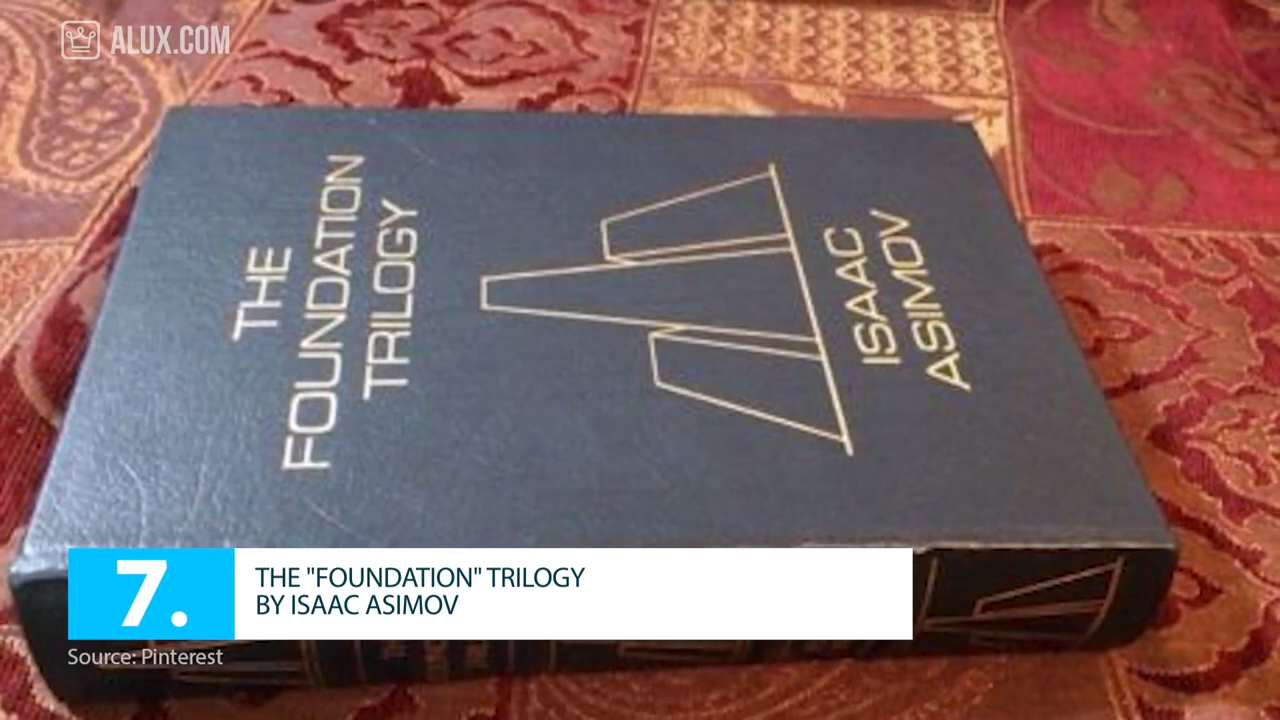 ALUX.COM
THE
FOUNDATION
TRILOGY
ISAAC
ASIMOV
7.
THE "FOUNDATION" TRILOGY
BY ISAAC ASIMOV
Source: Pinterest